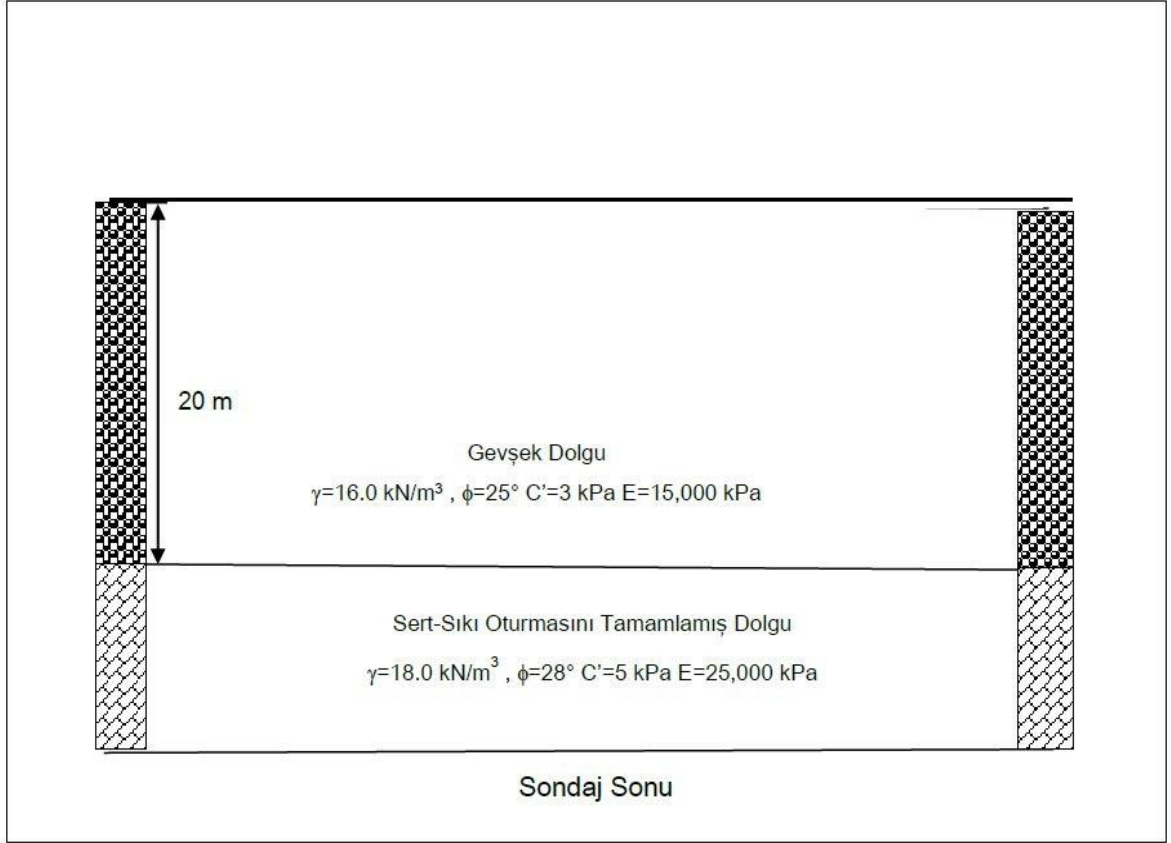 20 m
Gevşek Dolgu
γ=16.0 kN/m³ , ϕ=25° C'=3 kPa E=15,000 kPa
Sert-Sıkı Oturmasını Tamamlamış Dolgu
γ=18.0 kN/m³ , ϕ=28° C'=5 kPa E=25,000 kPa
Sondaj Sonu